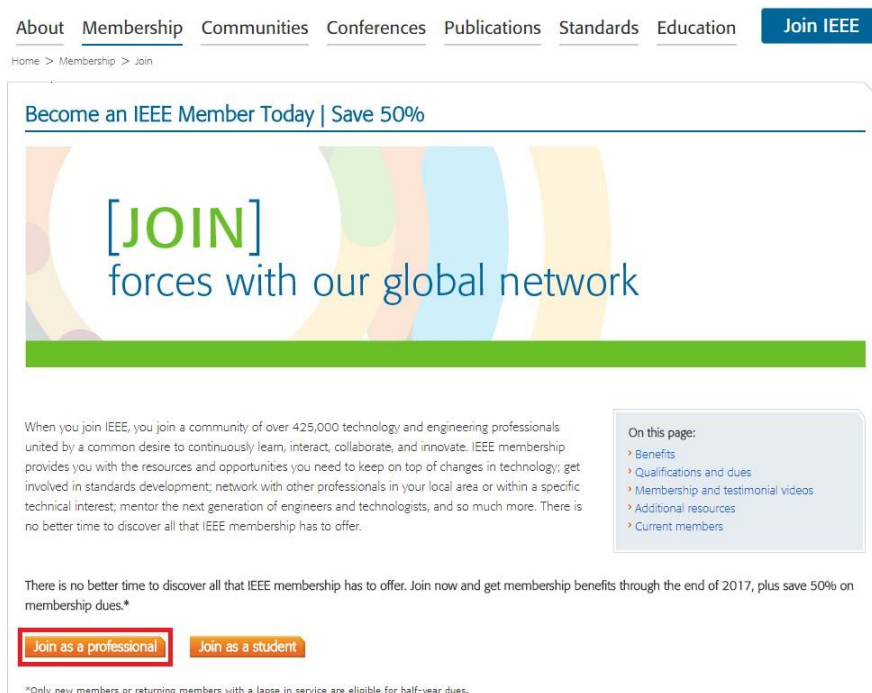 About Membership Communities Conferences Publications Standards Education Join IEEE
Home > Membership > Join
Become an IEEE Member Today | Save 50%
[JOIN]
forces with our global network
When you join IEEE, you join a community of over 425,000 technology and engineering professionals
united by a common desire to continuously learn, interact, collaborate, and innovate. IEEE membership
provides you with the resources and opportunities you need to keep on top of changes in technology; get
involved in standards development; network with other professionals in your local area or within a specific
technical interest; mentor the next generation of engineers and technologists, and so much more. There is
no better time to discover all that IEEE membership has to offer.
On this page:
Benefits
Qualifications and dues
Membership and testimonial videos
Additional resources
Current members
There is no better time to discover all that IEEE membership has to offer. Join now and get membership benefits through the end of 2017, plus save 50% on
membership dues.*
Join as a professional Join as a student
*Only new members or returning members with a lapse in service are eligible for half-year dues.